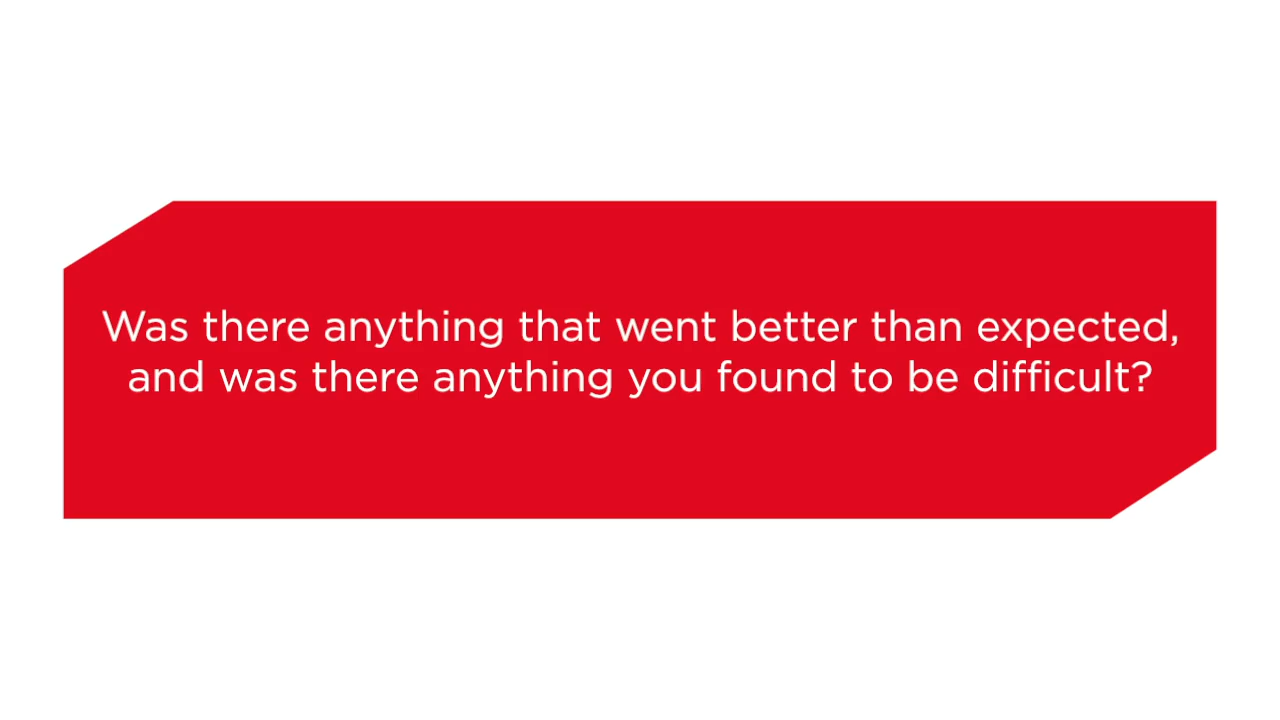 Was there anything that went better than expected,
and was there anything you found to be difficult?